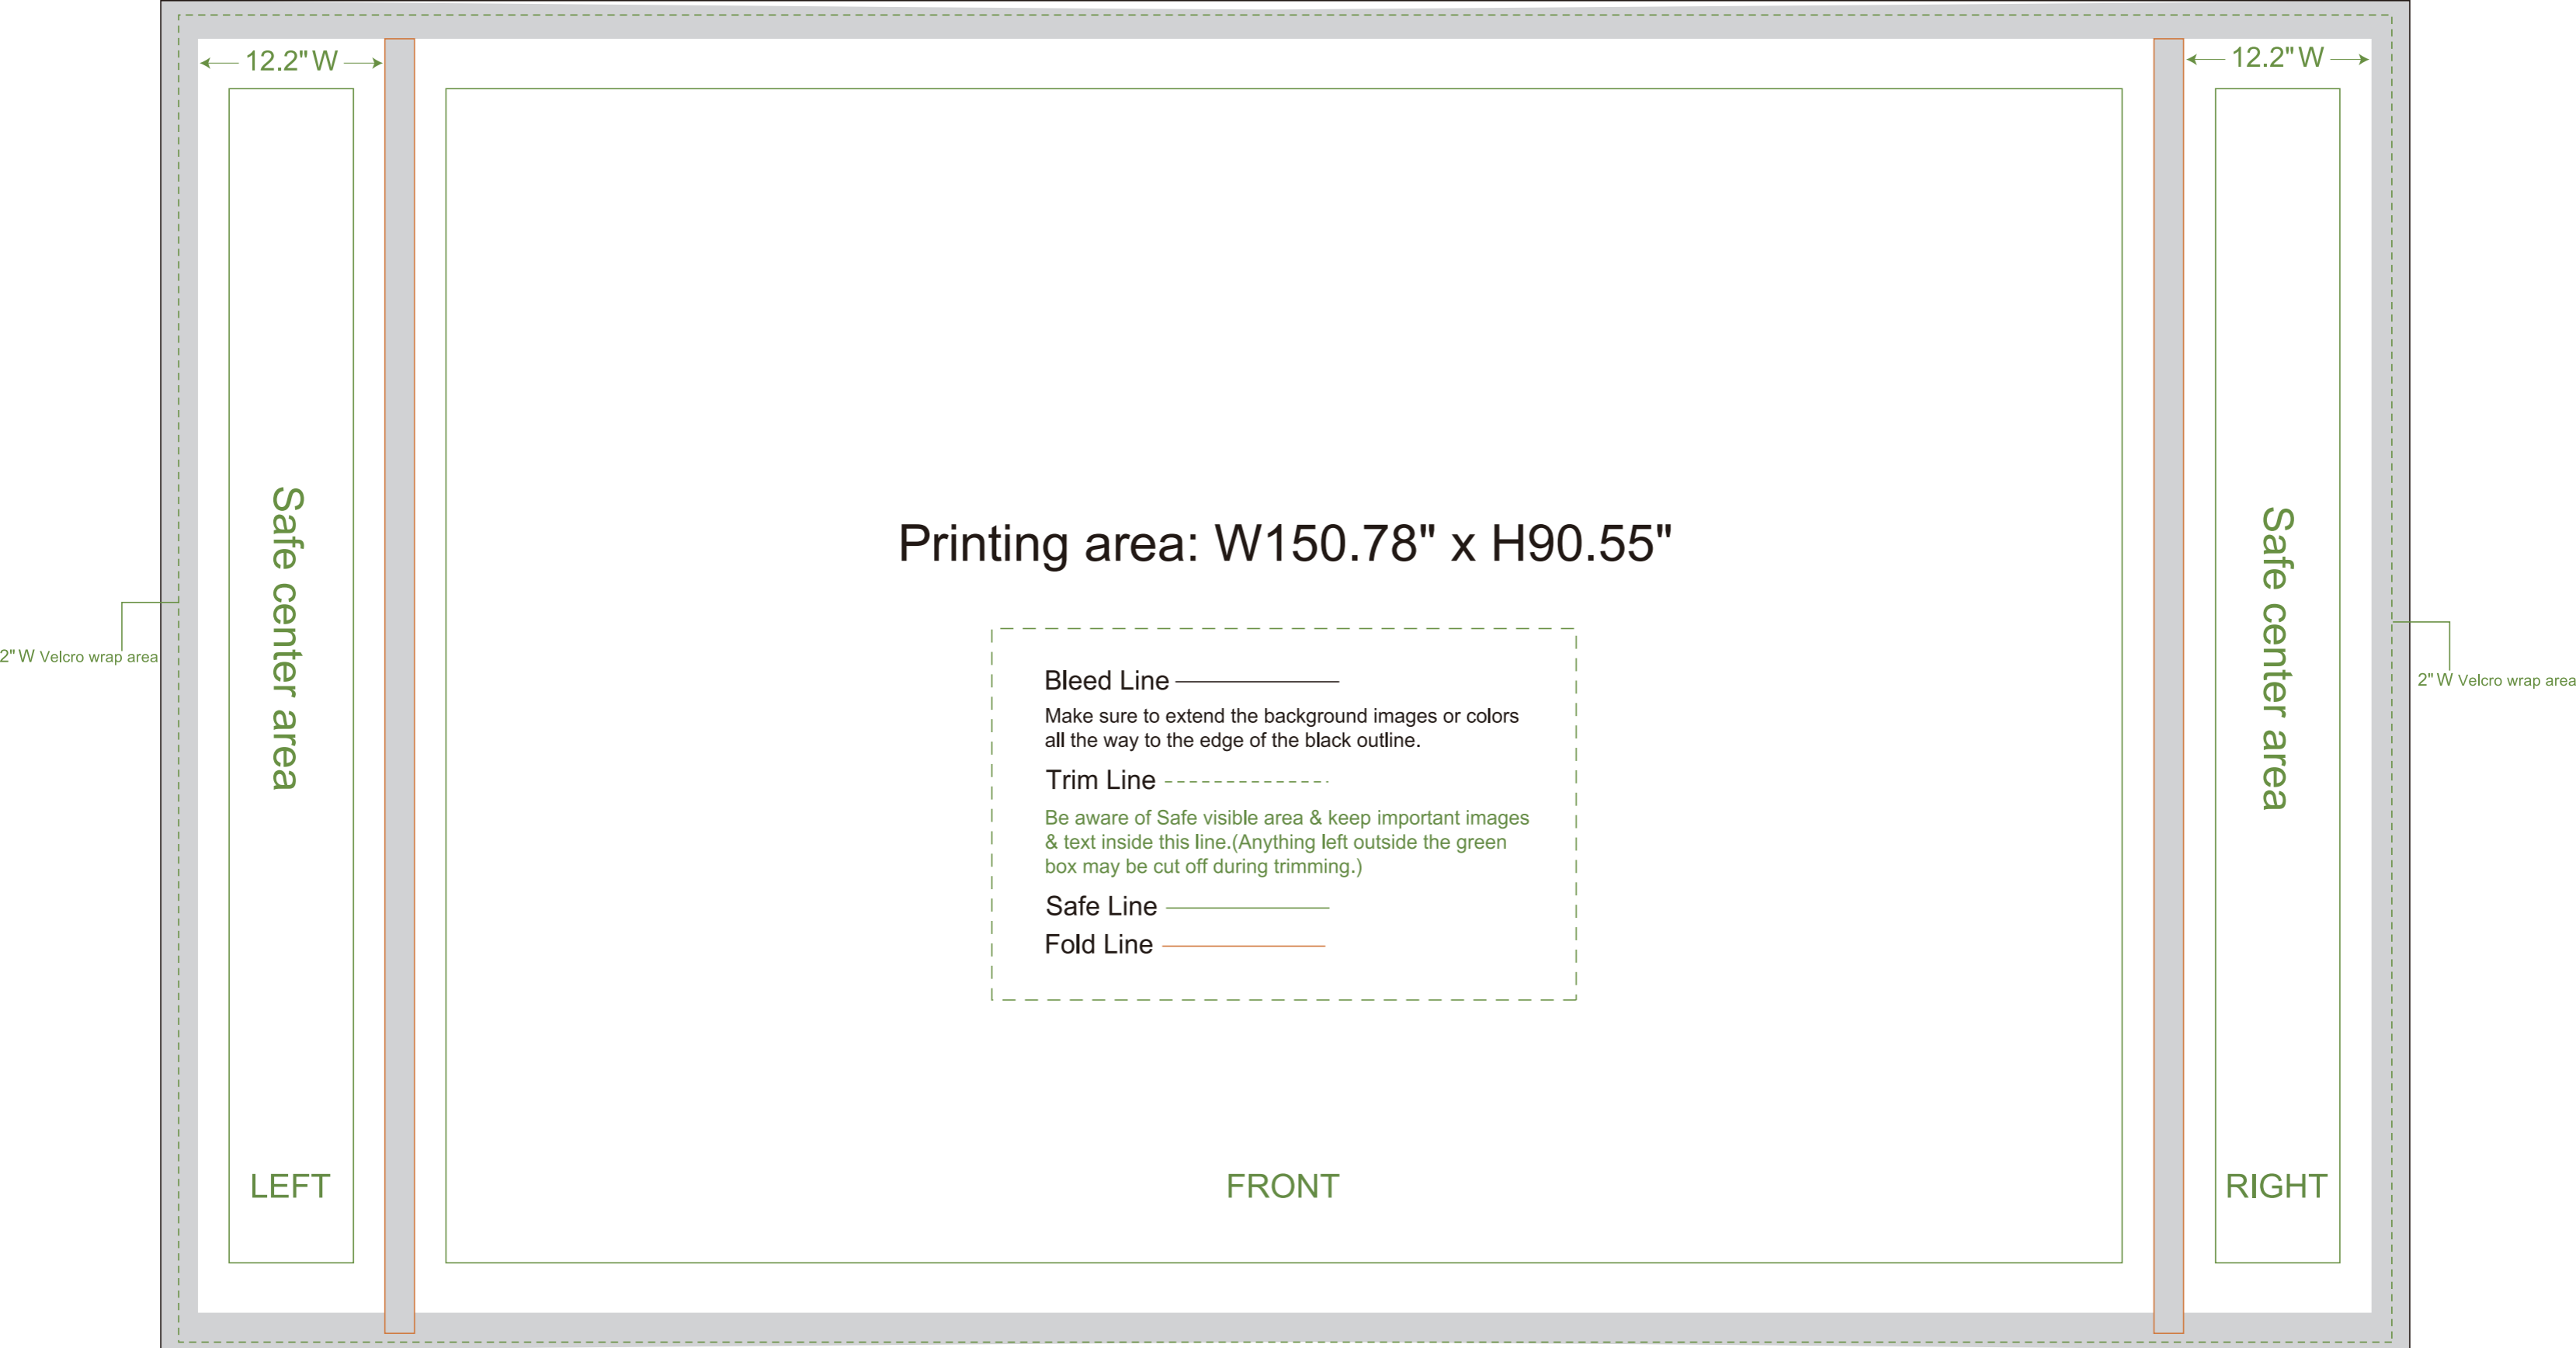 12.2" W
12.2" W
Safe center area
Safe center area
Printing area: W150.78" x H90.55"
2" W Velcro wrap area
2" W Velcro wrap area
Bleed Line
Make sure to extend the background images or colors
all the way to the edge of the black outline.
Trim Line
Be aware of Safe visible area & keep important images
& text inside this line.(Anything left outside the green
box may be cut off during trimming.)
Safe Line
Fold Line
LEFT
FRONT
RIGHT